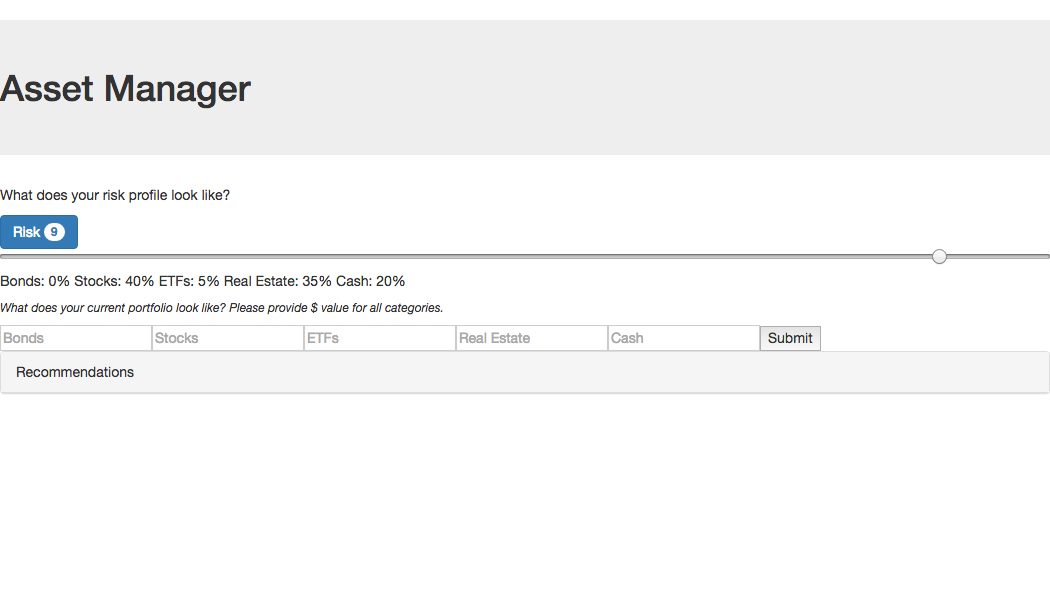 Asset Manager
What does your risk profile look like?
Risk 9
Bonds: 0% Stocks: 40% ETFs: 5% Real Estate: 35% Cash: 20%
What does your current portfolio look like? Please provide $ value for all categories.
Bonds Stocks ETFs Real Estate Cash Submit
Recommendations